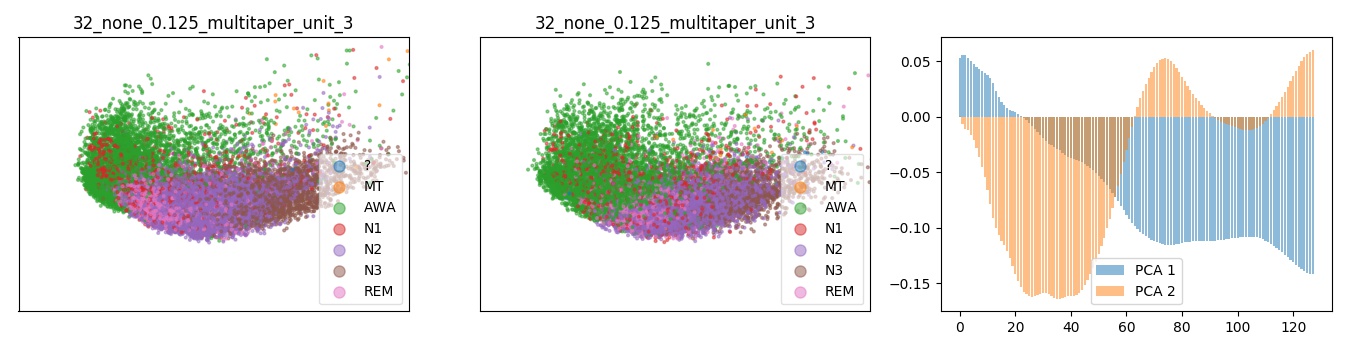 32_none_0.125_multitaper_unit_3
?
MT
AWA
N1
N2
N3
REM
32_none_0.125_multitaper_unit_3
?
MT
AWA
N1
N2
N3
REM
0.05
0.00
−0.05
−0.10
−0.15
PCA 1
PCA 2
0 20 40 60 80 100 120